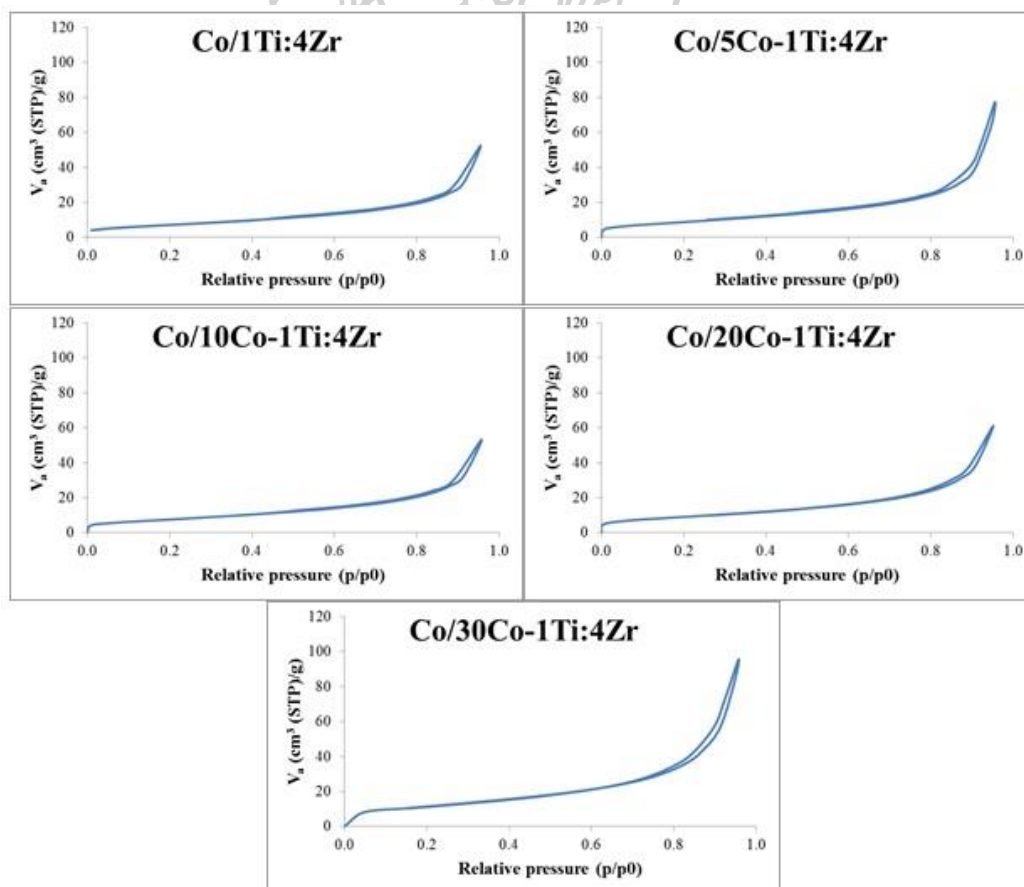 Co/1Ti:4Zr
120
100
80
60
40
20
0
Vₐ (cm³ (STP)/g)
0.0 0.2 0.4 0.6 0.8 1.0
Relative pressure (p/p0)
Co/5Co-1Ti:4Zr
120
100
80
60
40
20
0
Vₐ (cm³ (STP)/g)
0.0 0.2 0.4 0.6 0.8 1.0
Relative pressure (p/p0)
Co/10Co-1Ti:4Zr
120
100
80
60
40
20
0
Vₐ (cm³ (STP)/g)
0.0 0.2 0.4 0.6 0.8 1.0
Relative pressure (p/p0)
Co/20Co-1Ti:4Zr
120
100
80
60
40
20
0
Vₐ (cm³ (STP)/g)
0.0 0.2 0.4 0.6 0.8 1.0
Relative pressure (p/p0)
Co/30Co-1Ti:4Zr
120
100
80
60
40
20
0
Vₐ (cm³ (STP)/g)
0.0 0.2 0.4 0.6 0.8 1.0
Relative pressure (p/p0)